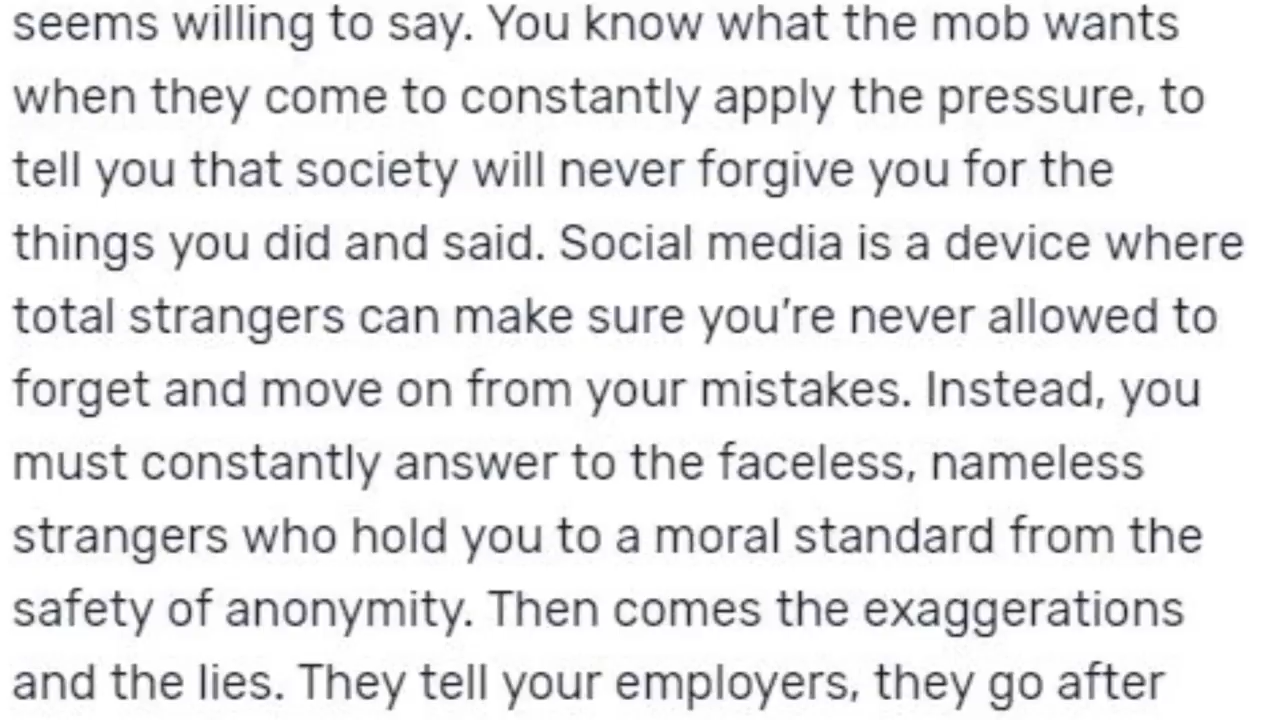 seems willing to say. You know what the mob wants
when they come to constantly apply the pressure, to
tell you that society will never forgive you for the
things you did and said. Social media is a device where
total strangers can make sure you’re never allowed to
forget and move on from your mistakes. Instead, you
must constantly answer to the faceless, nameless
strangers who hold you to a moral standard from the
safety of anonymity. Then comes the exaggerations
and the lies. They tell your employers, they go after